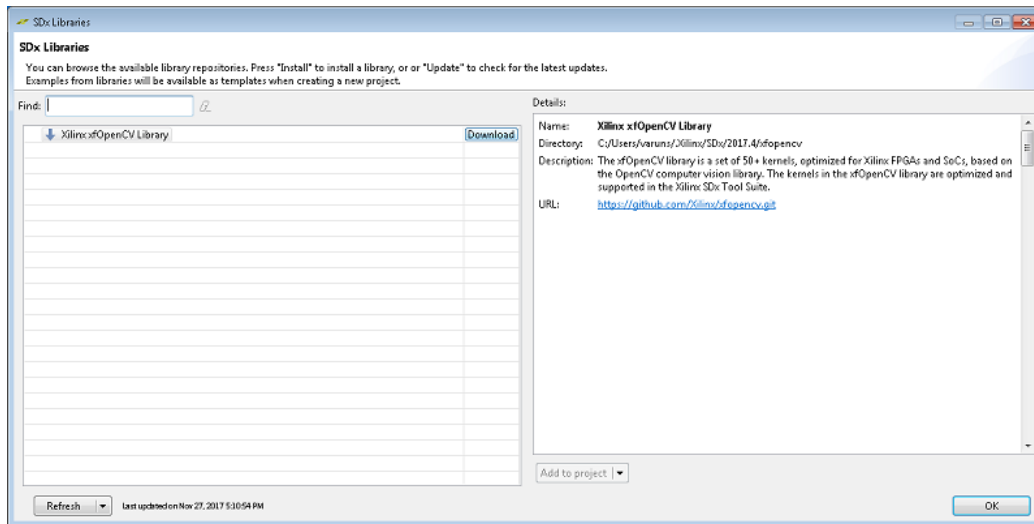 SDx Libraries
SDx Libraries
You can browse the available library repositories. Press "Install" to install a library, or or "Update" to check for the latest updates.
Examples from libraries will be available as templates when creating a new project.
Find:
Details:
Xilinx xfOpenCV Library
Download
Name: Xilinx xfOpenCV Library
Directory: C:/Users/varuns/.Xilinx/SDx/2017.4/xfopencv
Description: The xfOpenCV library is a set of 50+ kernels, optimized for Xilinx FPGAs and SoCs, based on
the OpenCV computer vision library. The kernels in the xfOpenCV library are optimized and
supported in the Xilinx SDx Tool Suite.
URL: https://github.com/Xilinx/xfopencv.git
Add to project
Refresh
Last updated on Nov 27, 2017 5:10:54 PM
OK